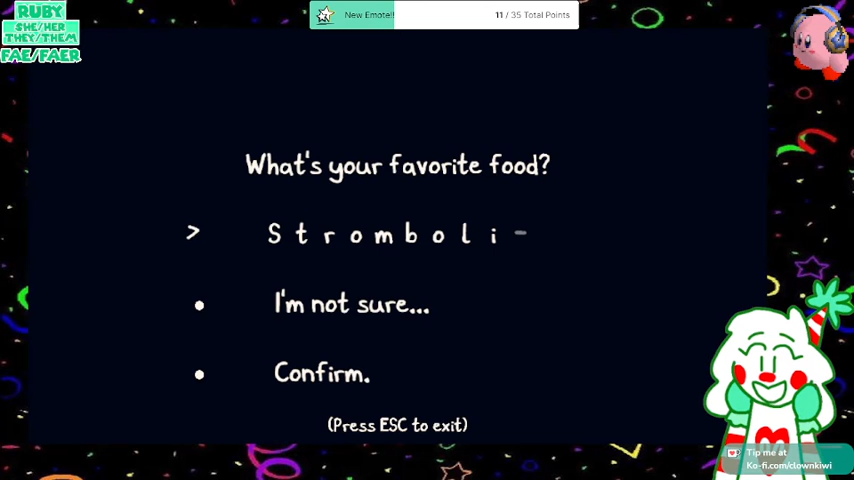 RUBY
SHE/HER
THEY/THEM
FAE/FAER
New Emote!! 11 / 35 Total Points
What's your favorite food?
> Stromboli-
• I'm not sure...
• Confirm.
(Press ESC to exit)
Tip me at
Ko-fi.com/clownkiwi